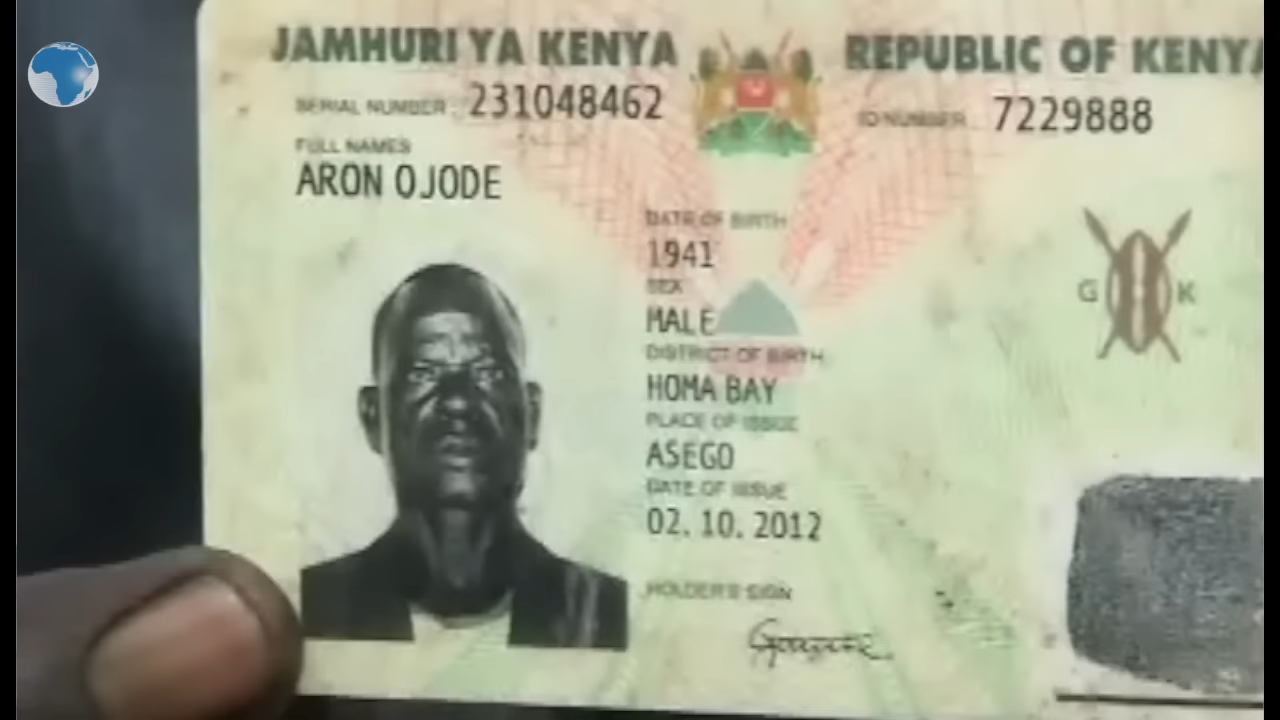 JAMHURI YA KENYA
REPUBLIC OF KENYA
SERIAL NUMBER: 231048462
ID NUMBER 7229888
FULL NAMES
ARON OJODE
DATE OF BIRTH
1941
SEX
MALE
DISTRICT OF BIRTH
HOMA BAY
PLACE OF ISSUE
ASEGO
DATE OF ISSUE
02. 10. 2012
G K
HOLDER'S SIGN